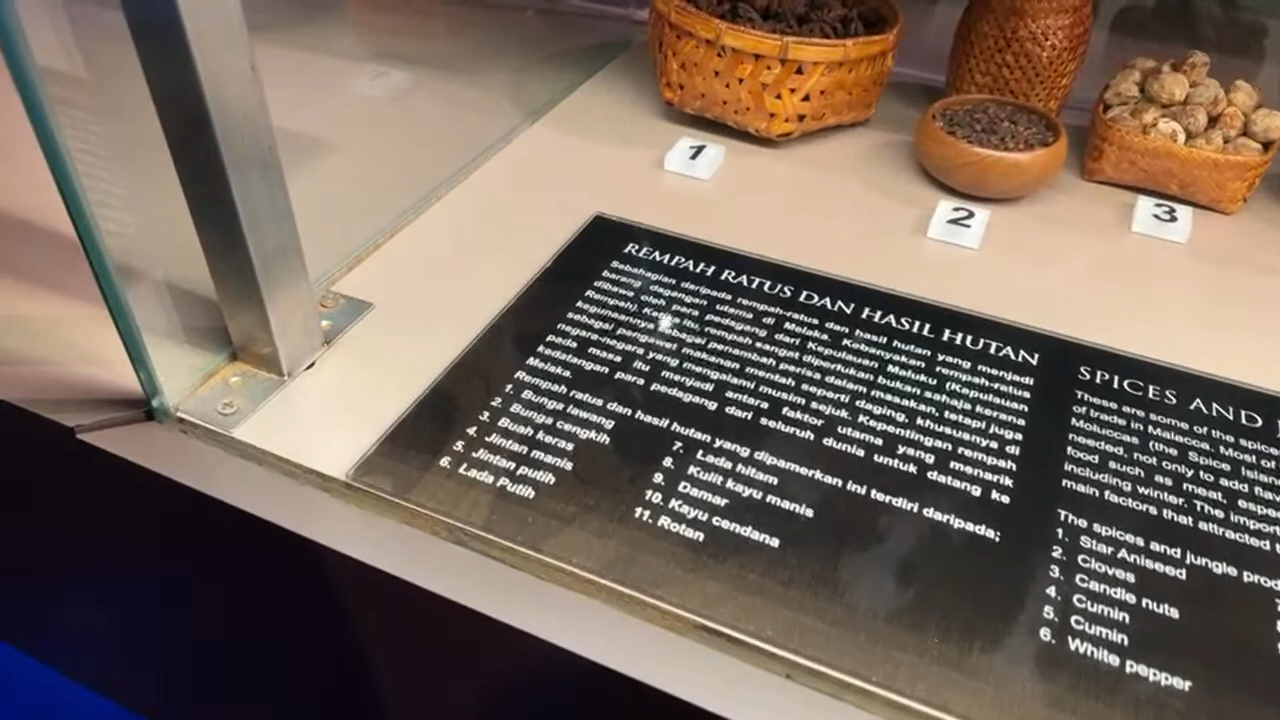 1
2
3
REMPAH RATUS DAN HASIL HUTAN
Sebahagian daripada rempah-ratus dan hasil hutan yang menjadi
barang dagangan utama di Melaka. Kebanyakan rempah-ratus
dibawa oleh para pedagang dari Kepulauan Maluku (Kapulauan
Rempah). Ketika itu, rempah sangat diperlukan bukan sahaja kerana
kegunaannya sebagai penambah perisa dalam masakan, tetapi juga
sebagai pengawet makanan mentah seperti daging, khususnya di
negara-negara yang mengalami musim sejuk. Kepentingan rempah
pada masa itu menjadi antara faktor utama yang menarik
kedatangan para pedagang dari seluruh dunia untuk datang ke
Melaka.
Rempah ratus dan hasil hutan yang dipamerkan ini terdiri daripada;
1. Bunga lawang
2. Bunga cengkih
3. Buah keras
4. Jintan manis
5. Jintan putih
6. Lada Putih
7. Lada hitam
8. Kulit kayu manis
9. Damar
10. Kayu cendana
11. Rotan
SPICES AND
These are some of the spice
of trade in Malacca. Most of
Moluccas (the Spice Islan
needed, not only to add flav
food such as meat, espe
including winter. The import
main factors that attracted
The spices and jungle prod
1. Star Aniseed
2. Cloves
3. Candle nuts
4. Cumin
5. Cumin
6. White pepper